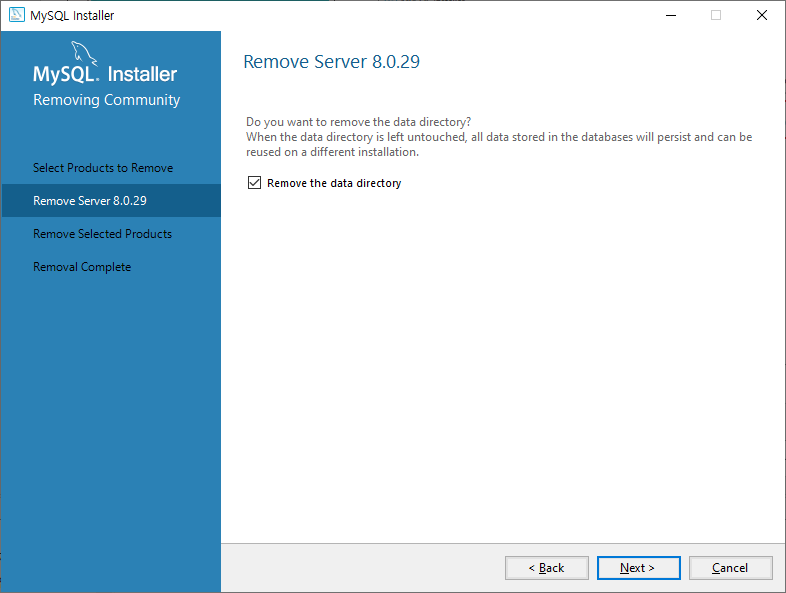 MySQL Installer
MySQL. Installer
Removing Community
Select Products to Remove
Remove Server 8.0.29
Remove Selected Products
Removal Complete
Remove Server 8.0.29
Do you want to remove the data directory?
When the data directory is left untouched, all data stored in the databases will persist and can be
reused on a different installation.
Remove the data directory
< Back
Next >
Cancel